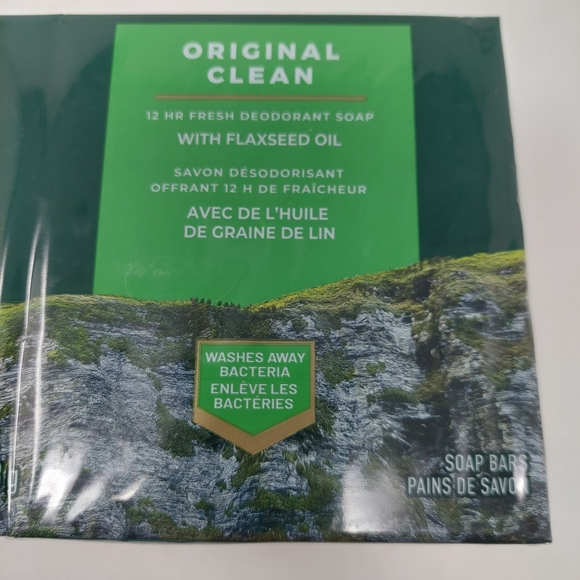 ORIGINAL
CLEAN
12 HR FRESH DEODORANT SOAP
WITH FLAXSEED OIL
SAVON DÉSODORISANT
OFFRANT 12 H DE FRAÎCHEUR
AVEC DE L'HUILE
DE GRAINE DE LIN
WASHES AWAY
BACTERIA
ENLÈVE LES
BACTÉRIES
SOAP BARS
PAINS DE SAVON